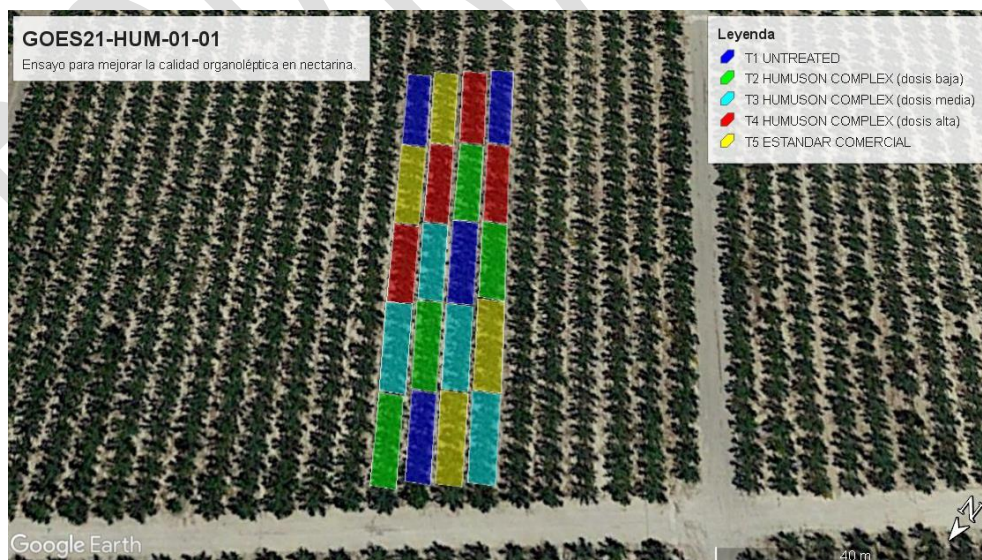 GOES21-HUM-01-01
Ensayo para mejorar la calidad organoléptica en nectarina.
Leyenda
T1 UNTREATED
T2 HUMUSON COMPLEX (dosis baja)
T3 HUMUSON COMPLEX (dosis media)
T4 HUMUSON COMPLEX (dosis alta)
T5 ESTANDAR COMERCIAL
Google Earth
N
40 m